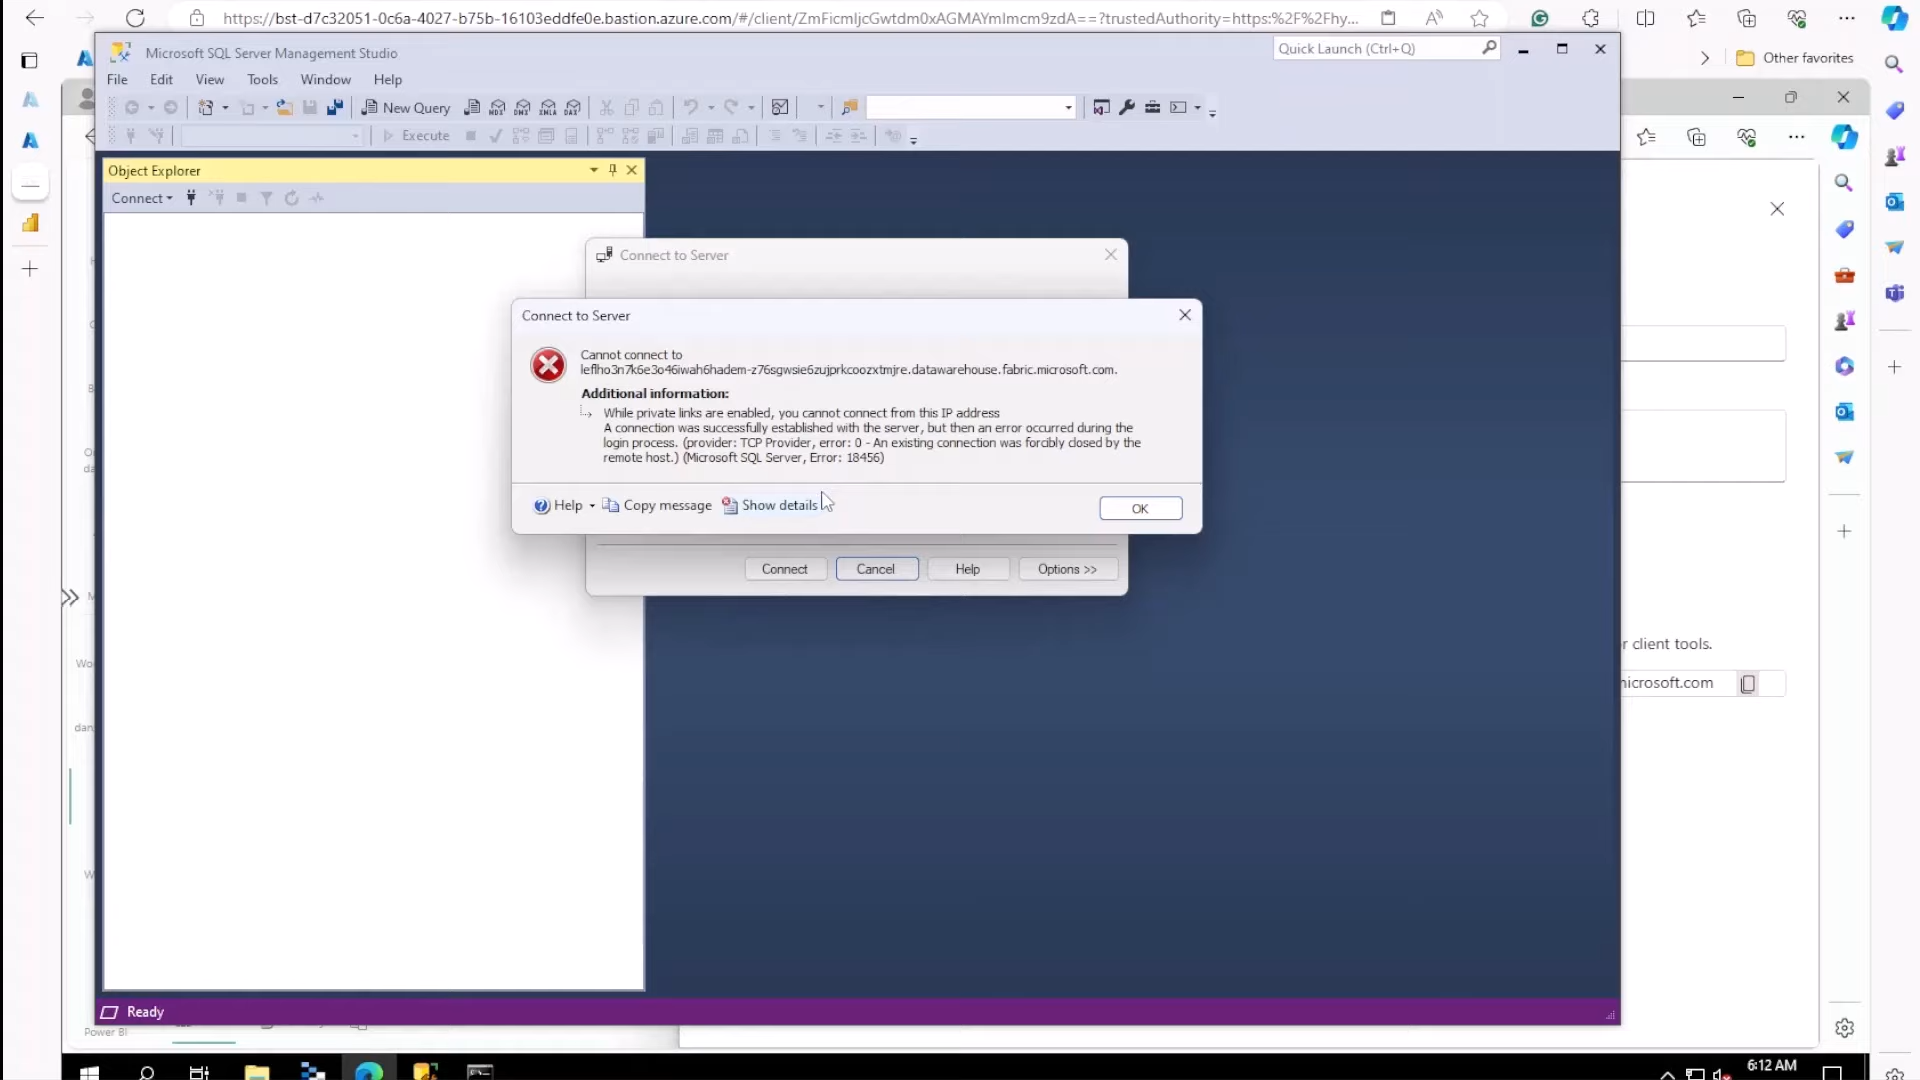 https://bst-d7c32051-0c6a-4027-b75b-16103eddfe0e.bastion.azure.com/#/client/ZmFicmljcGwtdm0xAGMAYmlmcm9zdA==?trustedAuthority=https:%2F%2Fhy...
Microsoft SQL Server Management Studio
Quick Launch (Ctrl+Q)
Other favorites
File Edit View Tools Window Help
New Query
Execute
Object Explorer
Connect
Connect to Server
Connect to Server
Cannot connect to
Additional information:
While private links are enabled, you cannot connect from this IP address
A connection was successfully established with the server, but then an error occurred during the
login process. (provider: TCP Provider, error: 0 - An existing connection was forcibly closed by the
remote host.) (Microsoft SQL Server, Error: 18456)
Help Copy message Show details OK
Connect Cancel Help Options >>
r client tools.
microsoft.com
Wo
dan
W
Ready
Power BI
6:12 AM